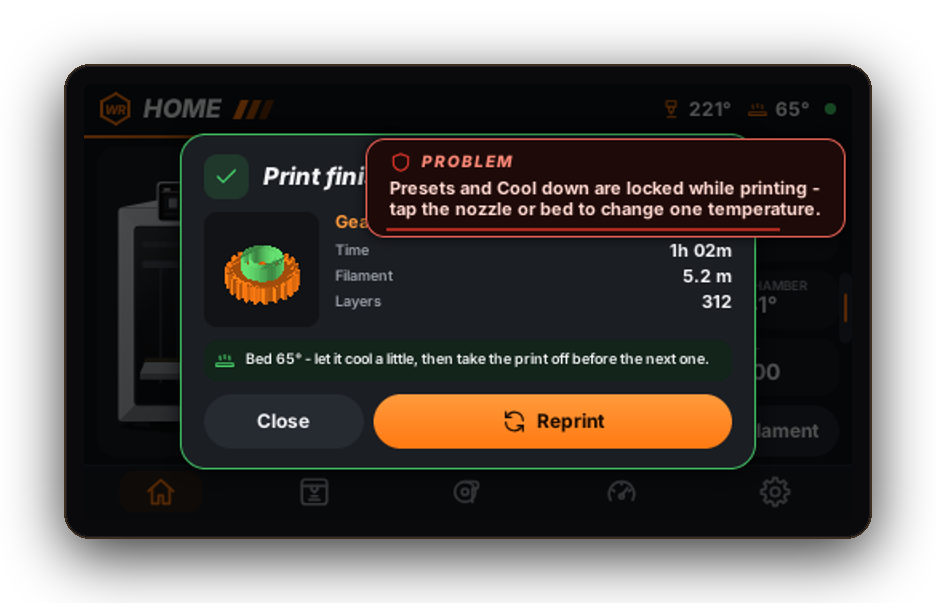 WR HOME
221° 65°
PROBLEM
Presets and Cool down are locked while printing -
tap the nozzle or bed to change one temperature.
Print fini
Gea
Time 1h 02m
Filament 5.2 m
Layers 312
HAMBER
1°
00
Bed 65° - let it cool a little, then take the print off before the next one.
Close Reprint
lament